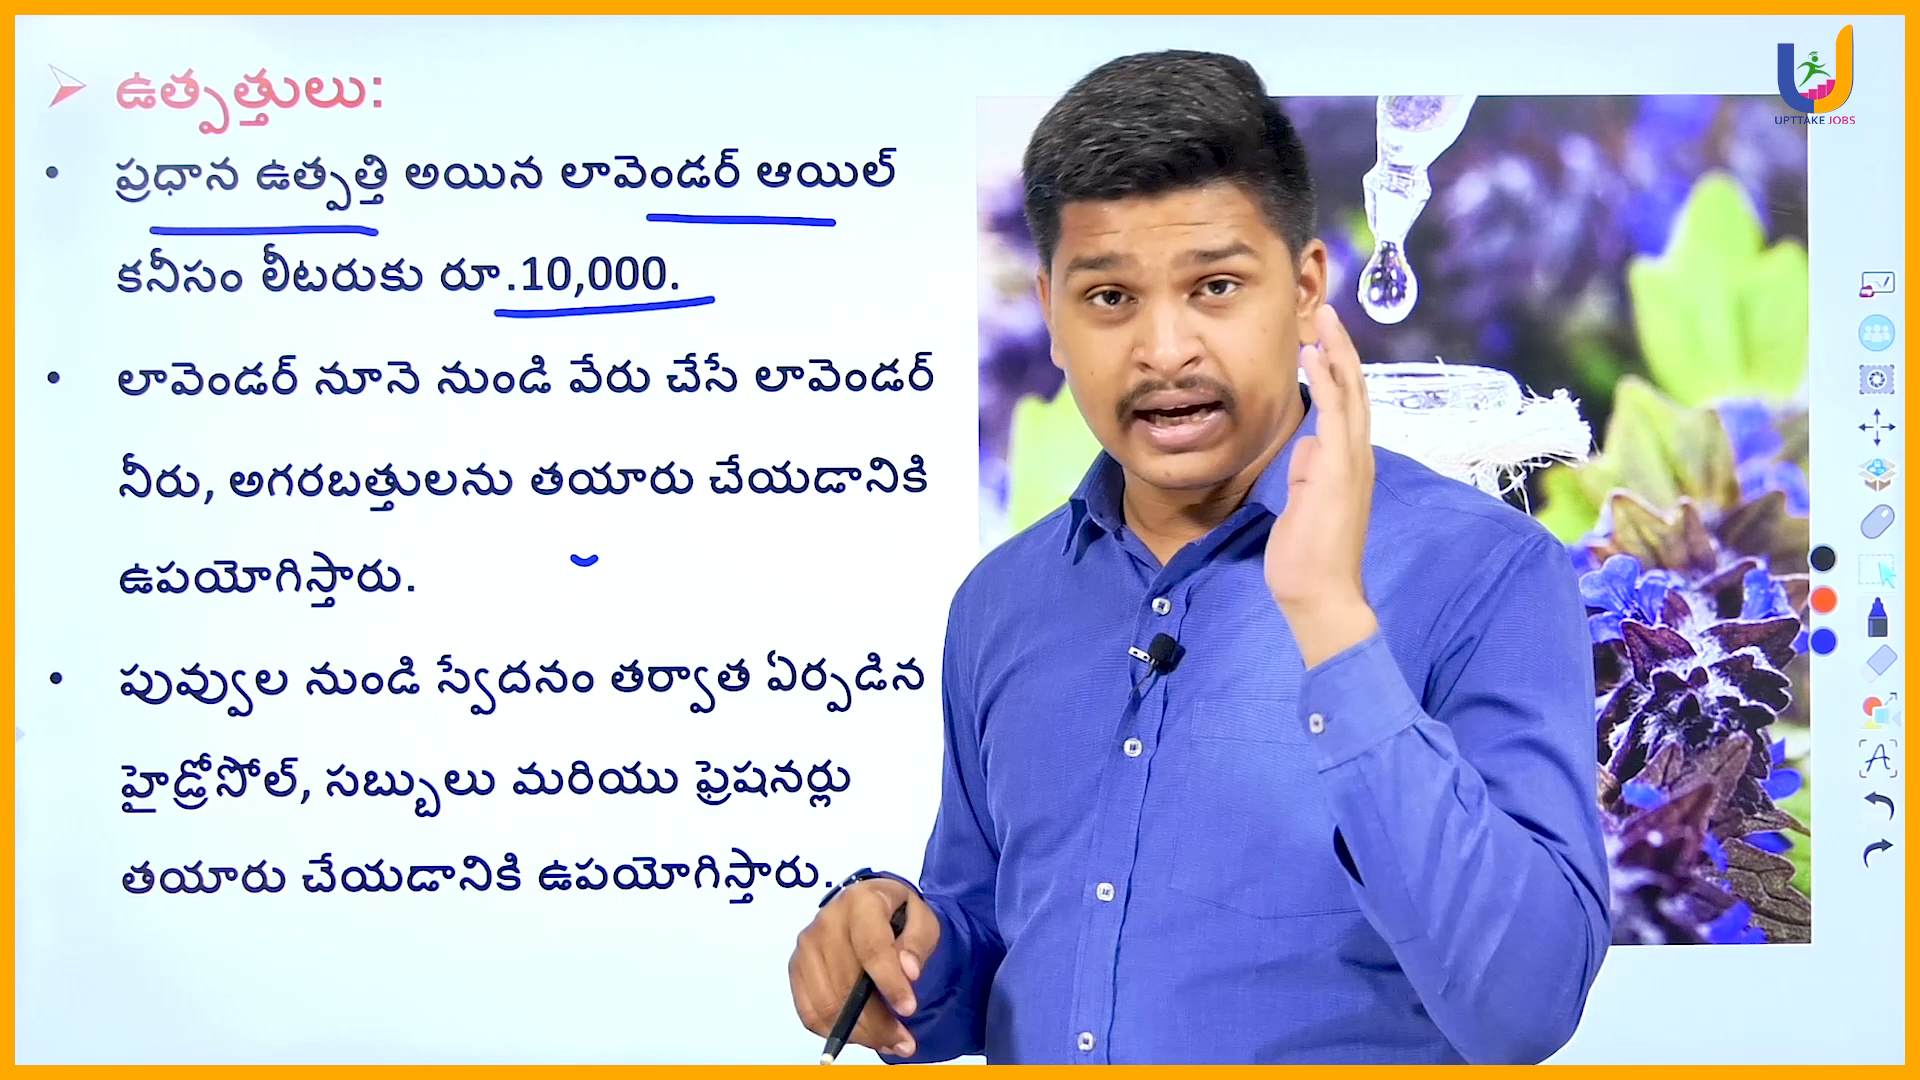 ఉత్పత్తులు:
• ప్రధాన ఉత్పత్తి అయిన లావెండర్ ఆయిల్
కనీసం లీటరుకు రూ.10,000.
• లావెండర్ నూనె నుండి వేరు చేసే లావెండర్
నీరు, అగరబత్తులను తయారు చేయడానికి
ఉపయోగిస్తారు.
• పువ్వుల నుండి స్వేదనం తర్వాత ఏర్పడిన
హైడ్రోసోల్, సబ్బులు మరియు ఫ్రెషనర్లు
తయారు చేయడానికి ఉపయోగిస్తారు.
UPTTAKE JOBS